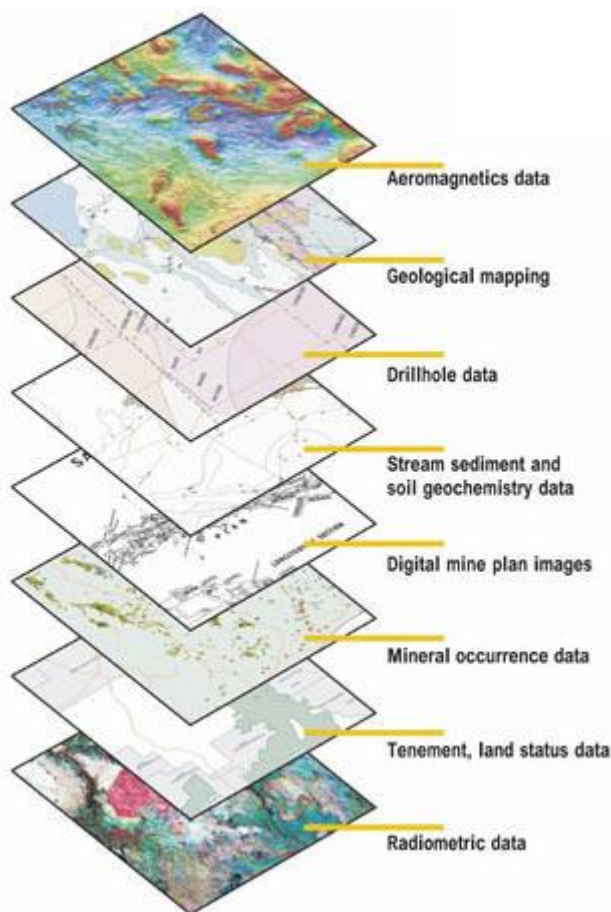 Aeromagnetics data
Geological mapping
Drillhole data
Stream sediment and
soil geochemistry data
Digital mine plan images
Mineral occurrence data
Tenement, land status data
Radiometric data